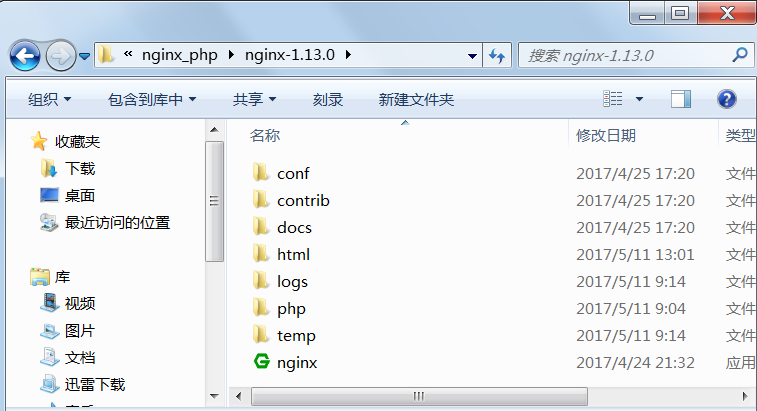 « nginx_php nginx-1.13.0 搜索 nginx-1.13.0
组织 包含到库中 共享 刻录 新建文件夹
收藏夹
下载
桌面
最近访问的位置
库
视频
图片
文档
迅雷下载
名称 修改日期 类型
conf 2017/4/25 17:20 文件
contrib 2017/4/25 17:20 文件
docs 2017/4/25 17:20 文件
html 2017/5/11 13:01 文件
logs 2017/5/11 9:14 文件
php 2017/5/11 9:04 文件
temp 2017/5/11 9:14 文件
nginx 2017/4/24 21:32 应用